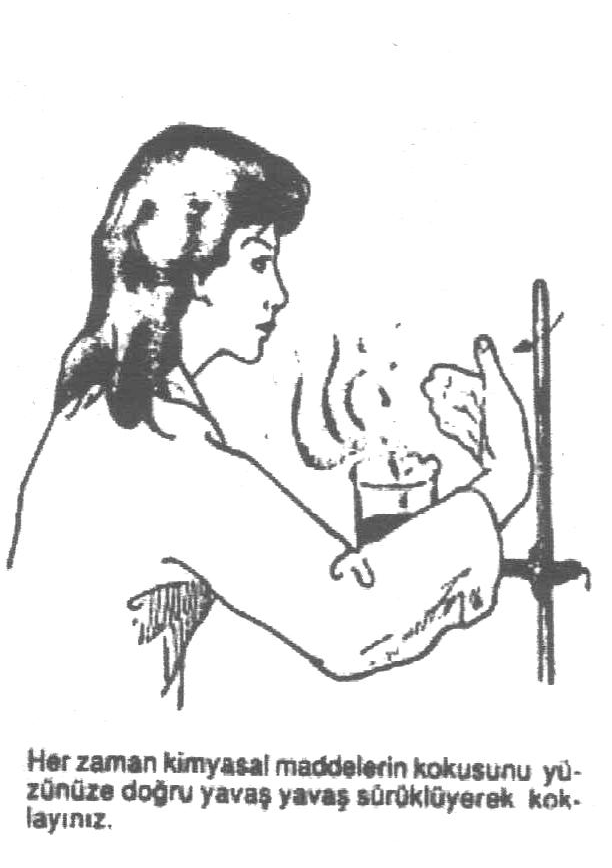 Her zaman kimyasal maddelerin kokusunu yü-
zünüze doğru yavaş yavaş sürüklüyerek kok-
layınız.